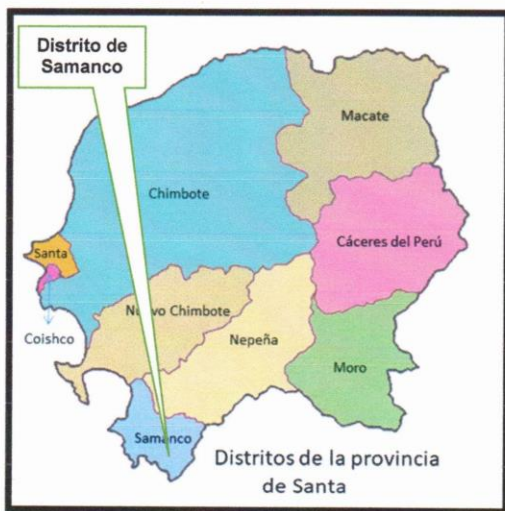 Distrito de
Samanco
Macate
Chimbote
Cáceres del Perú
Santa
Nuevo Chimbote
Coishco
Nepeña
Moro
Samanco
Distritos de la provincia
de Santa